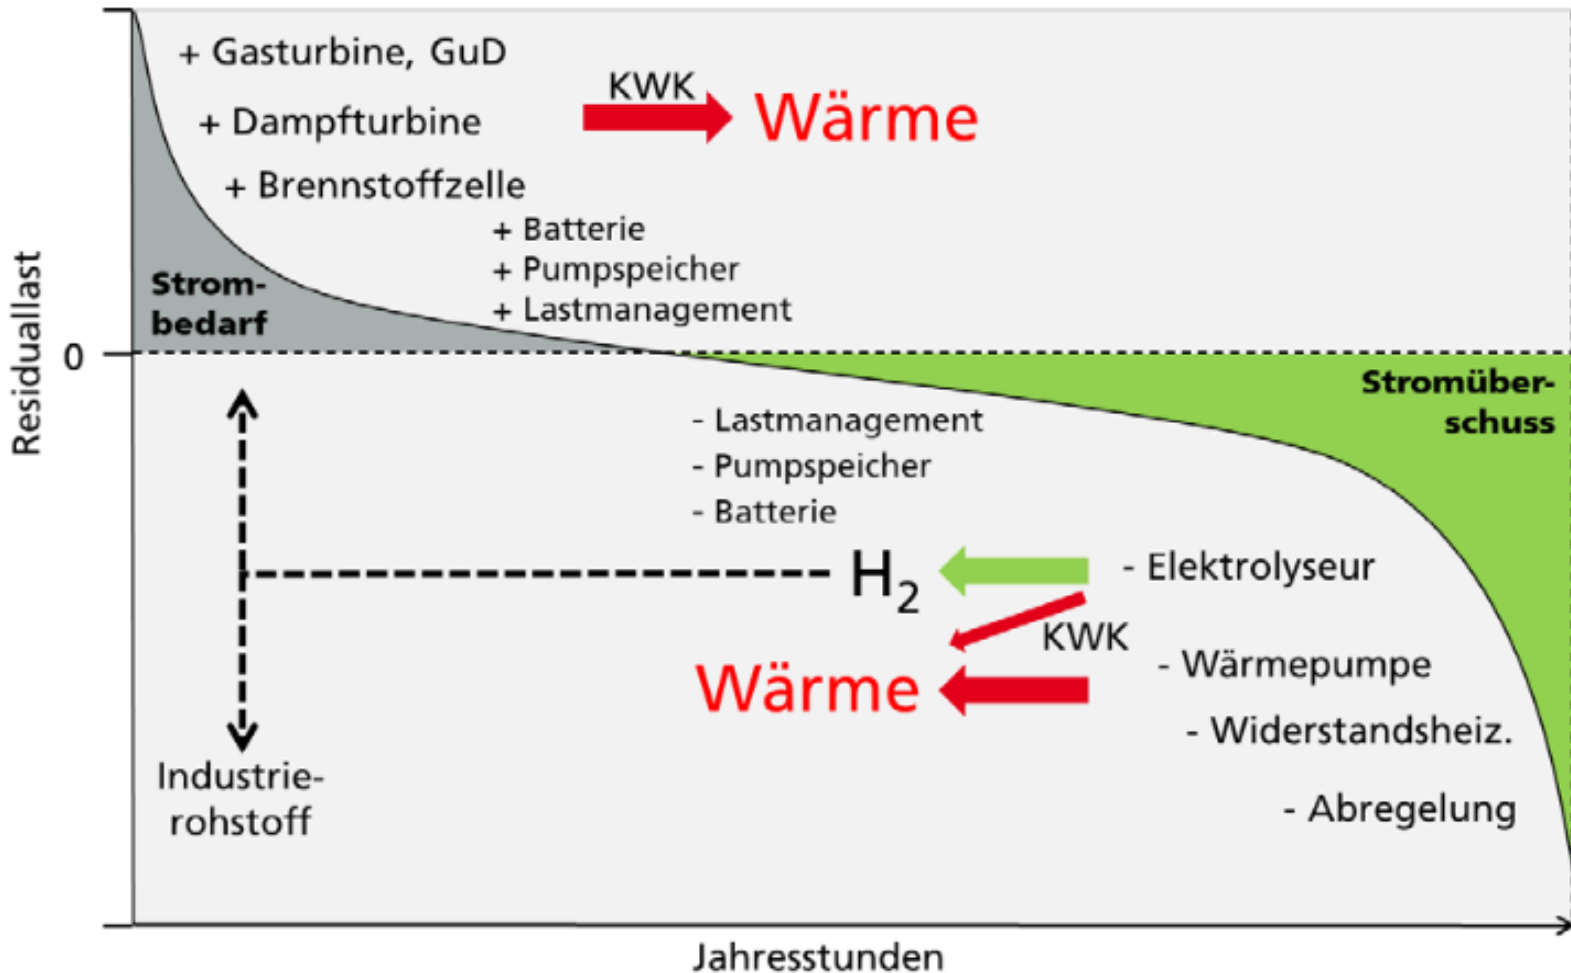 + Gasturbine, GuD
KWK
Wärme
+ Dampfturbine
+ Brennstoffzelle
+ Batterie
+ Pumpspeicher
+ Lastmanagement
Strom-
bedarf
Residuallast
0
Stromüber-
schuss
- Lastmanagement
- Pumpspeicher
- Batterie
H₂
- Elektrolyseur
KWK
Wärme
- Wärmepumpe
- Widerstandsheiz.
- Abregelung
Industrie-
rohstoff
Jahresstunden